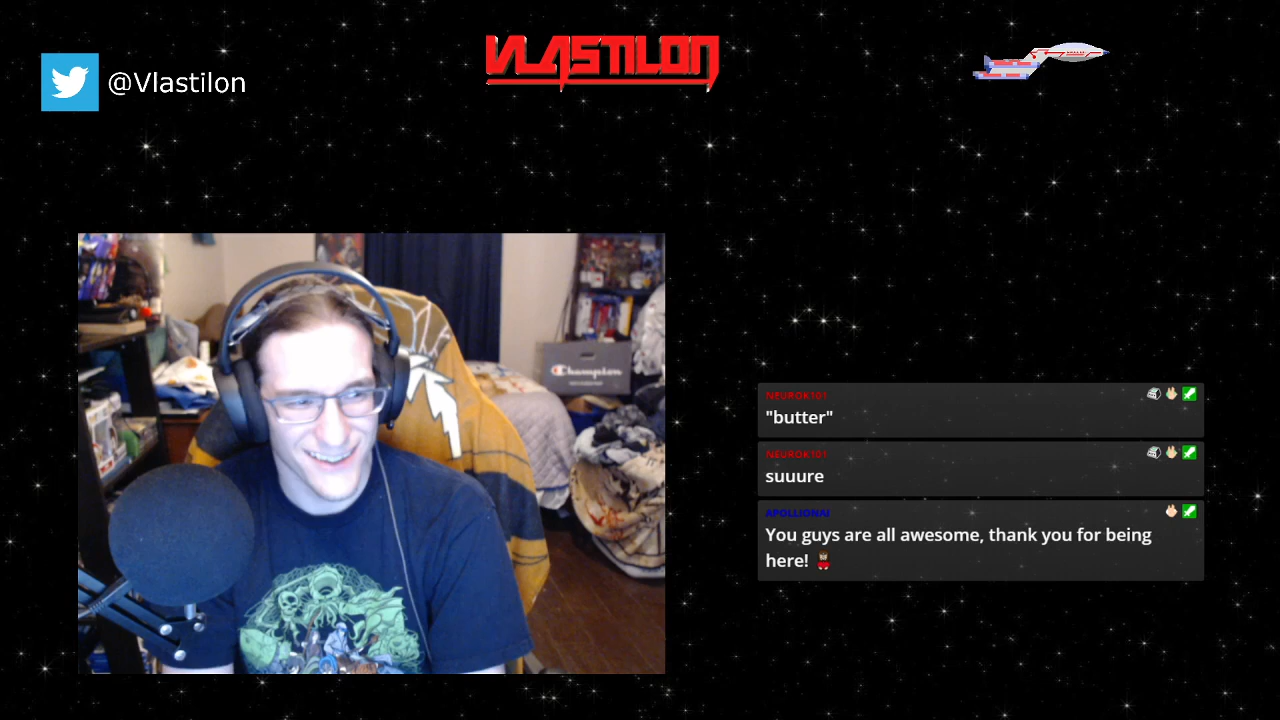 @Vlastilon
VLASTILON
Champion
NEUROK101
"butter"
NEUROK101
suuure
APOLLIONAI
You guys are all awesome, thank you for being
here!